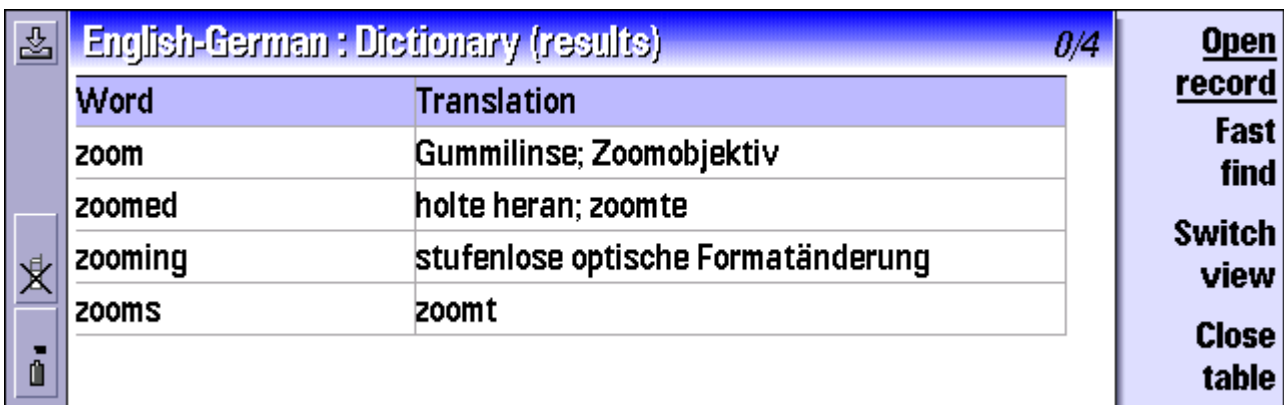 English-German : Dictionary (results) 0/4
Word Translation
zoom Gummilinse; Zoomobjektiv
zoomed holte heran; zoomte
zooming stufenlose optische Formatänderung
zooms zoomt
Open
record
Fast
find
Switch
view
Close
table